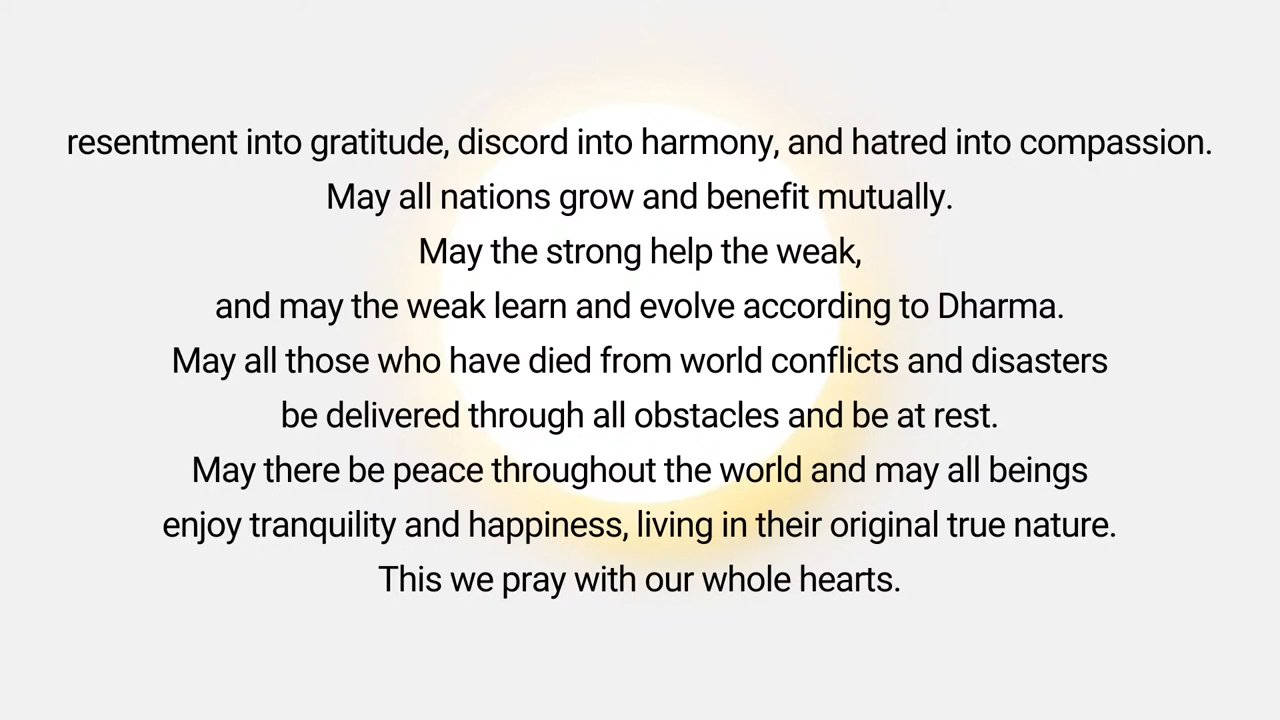 resentment into gratitude, discord into harmony, and hatred into compassion.
May all nations grow and benefit mutually.
May the strong help the weak,
and may the weak learn and evolve according to Dharma.
May all those who have died from world conflicts and disasters
be delivered through all obstacles and be at rest.
May there be peace throughout the world and may all beings
enjoy tranquility and happiness, living in their original true nature.
This we pray with our whole hearts.